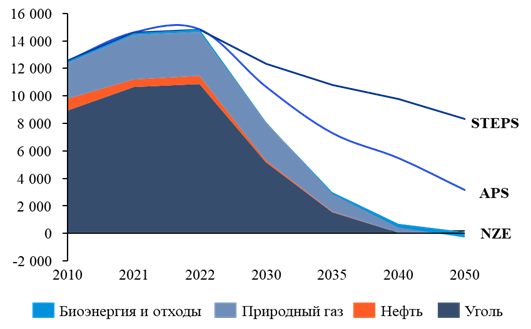 16 000
14 000
12 000
10 000
8 000
6 000
4 000
2 000
0
-2 000
STEPS
APS
NZE
2010 2021 2022 2030 2035 2040 2050
Биоэнергия и отходы Природный газ Нефть Уголь